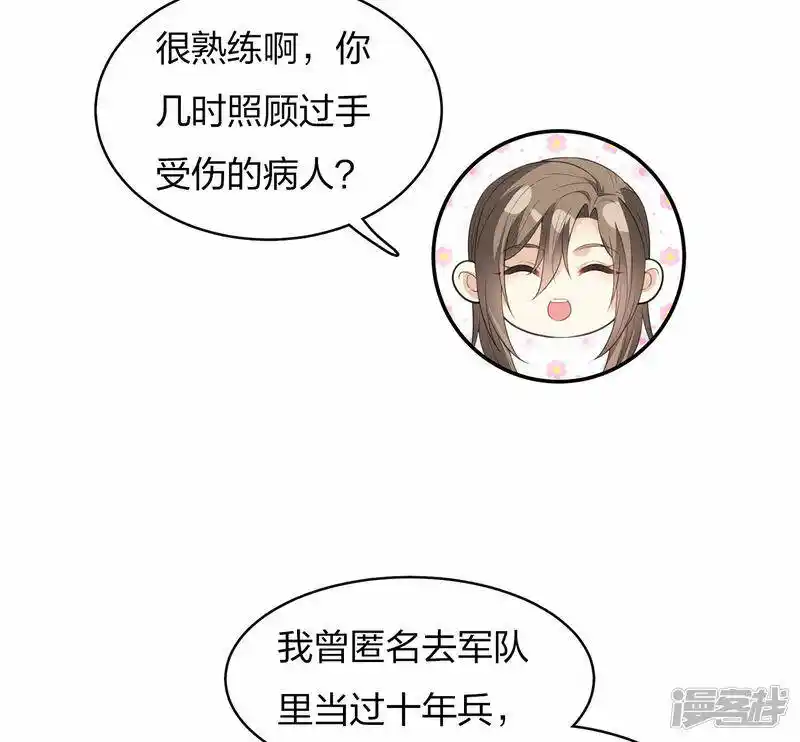 很熟练啊，你
几时照顾过手
受伤的病人？
我曾匿名去军队
里当过十年兵，
漫客栈